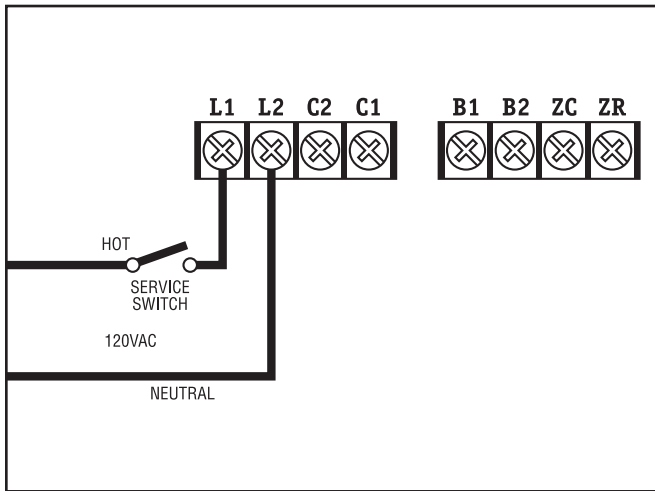 L1 L2 C2 C1 B1 B2 ZC ZR
HOT
SERVICE
SWITCH
120VAC
NEUTRAL